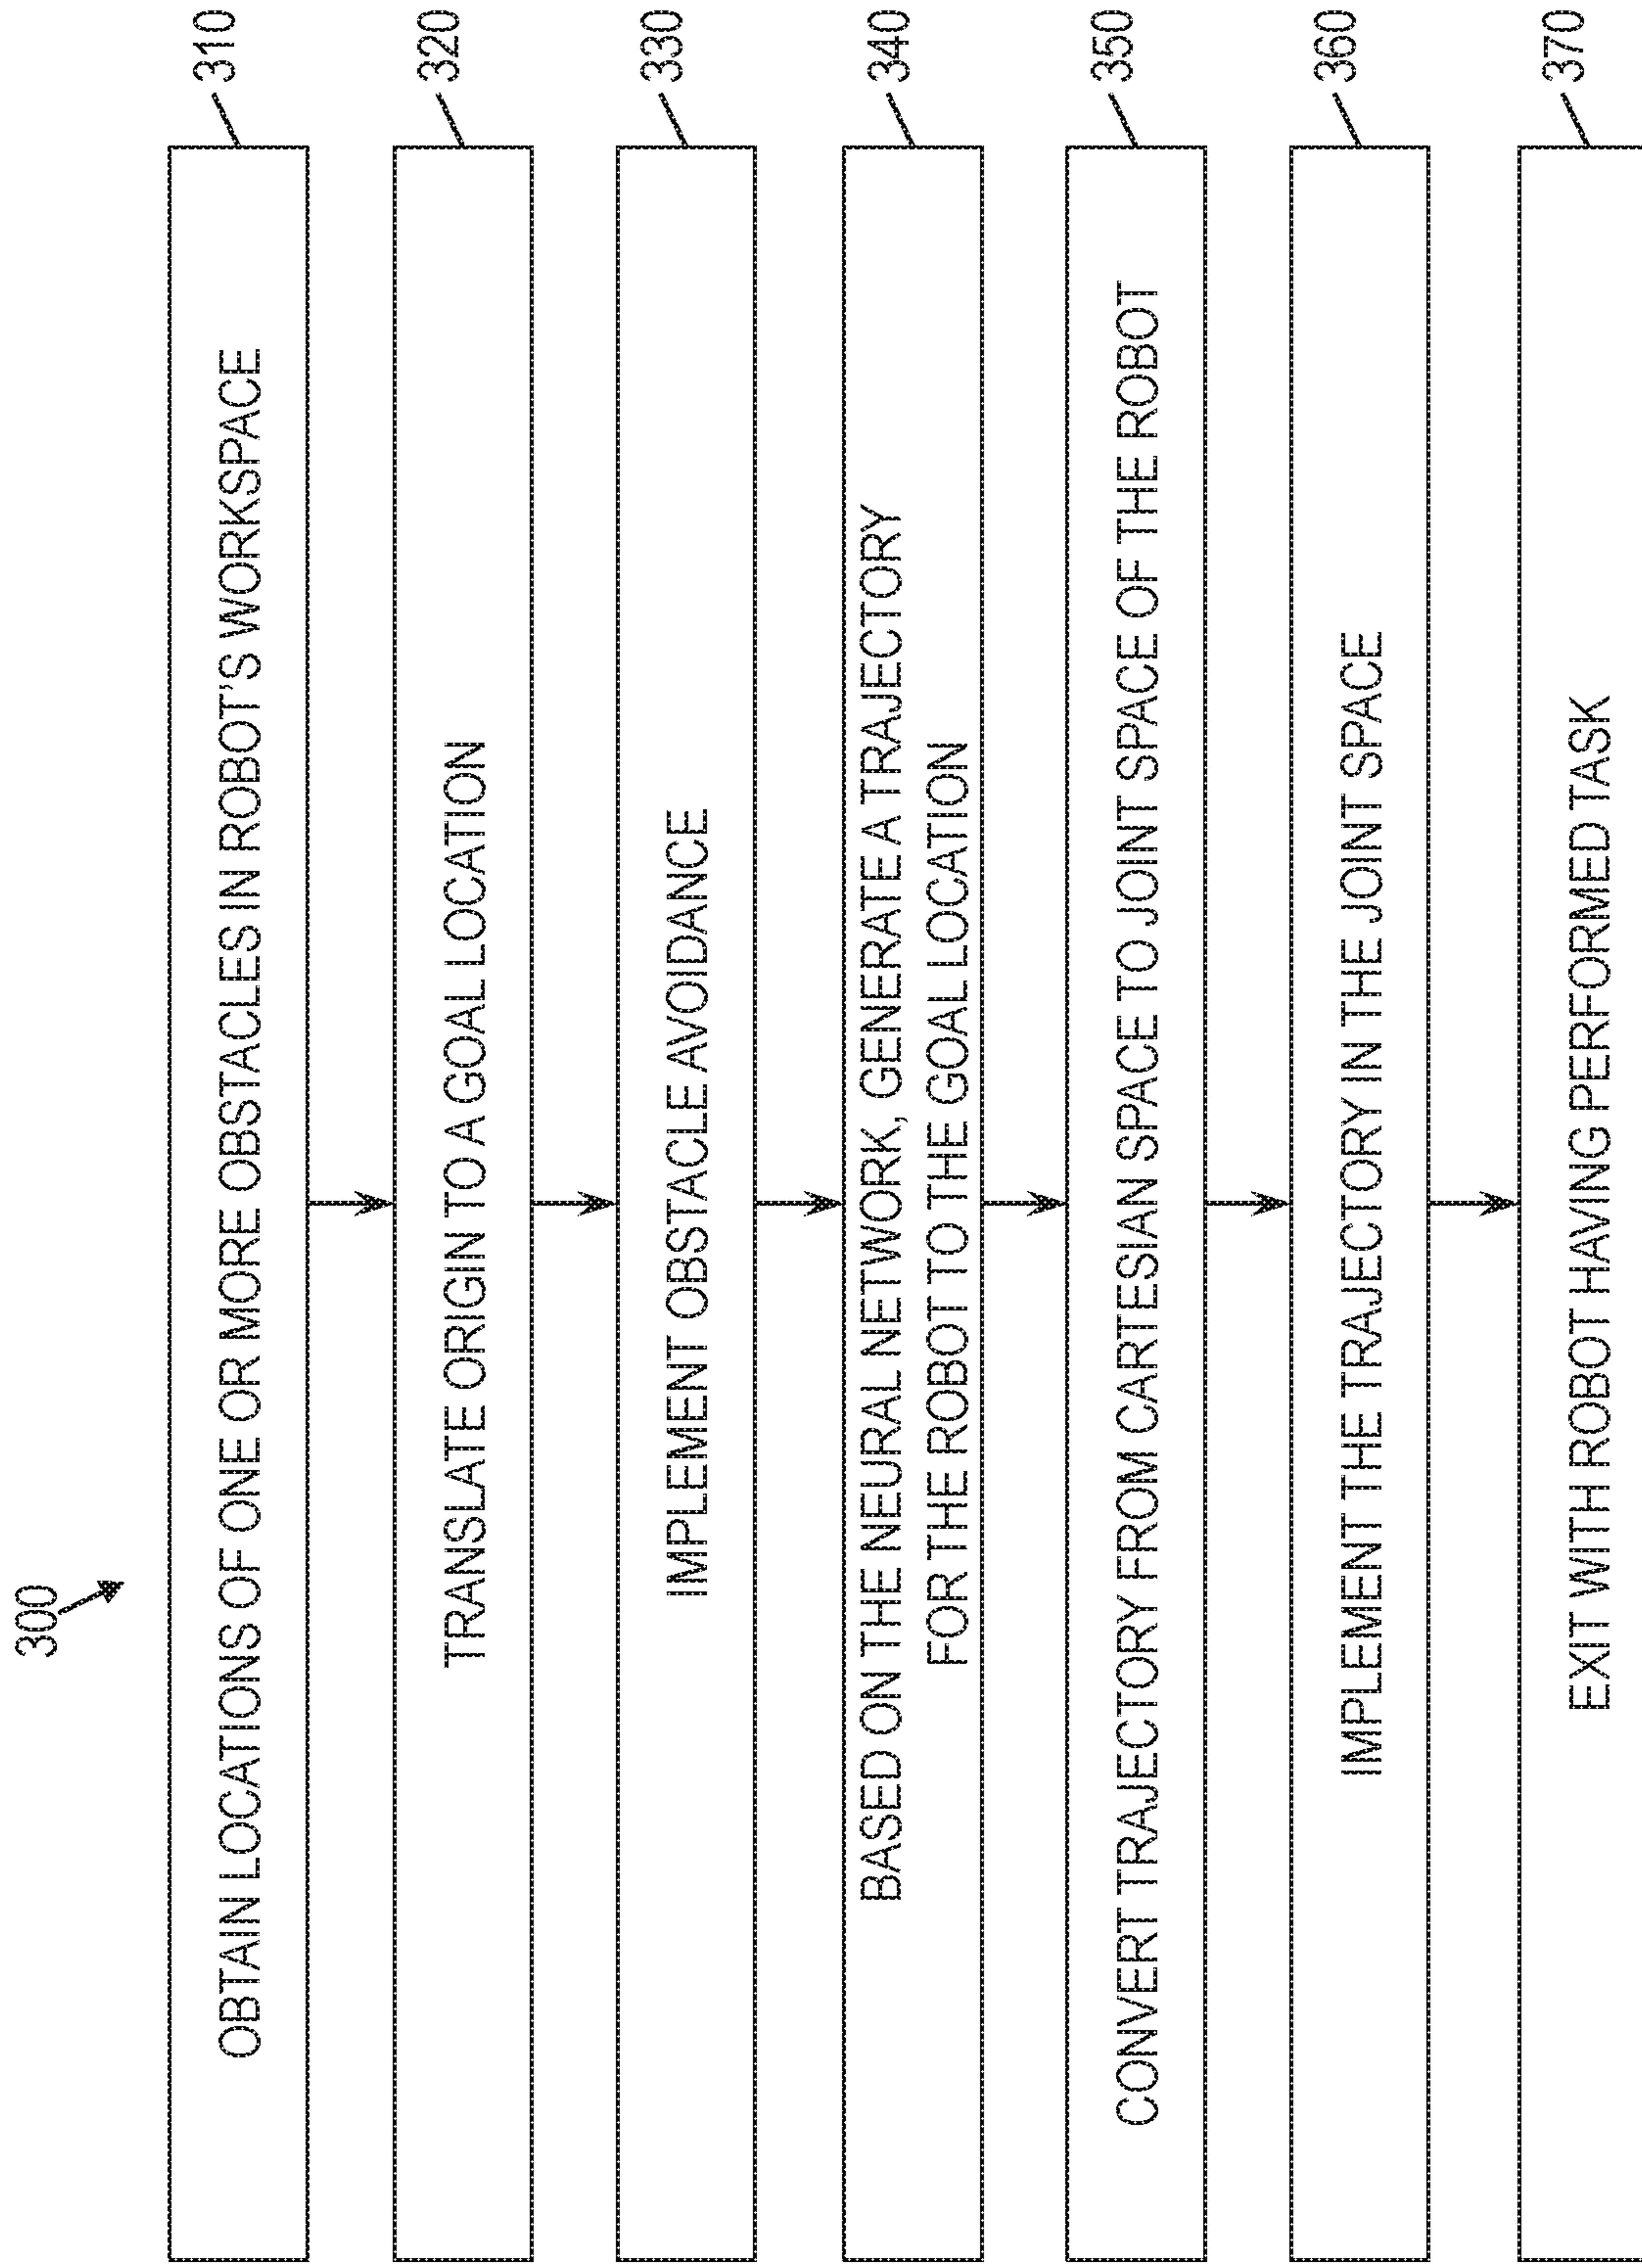 300
310
OBTAIN LOCATIONS OF ONE OR MORE OBSTACLES IN ROBOT'S WORKSPACE
320
TRANSLATE ORIGIN TO A GOAL LOCATION
330
IMPLEMENT OBSTACLE AVOIDANCE
340
BASED ON THE NEURAL NETWORK, GENERATE A TRAJECTORY
FOR THE ROBOT TO THE GOAL LOCATION
350
CONVERT TRAJECTORY FROM CARTESIAN SPACE TO JOINT SPACE OF THE ROBOT
360
IMPLEMENT THE TRAJECTORY IN THE JOINT SPACE
370
EXIT WITH ROBOT HAVING PERFORMED TASK